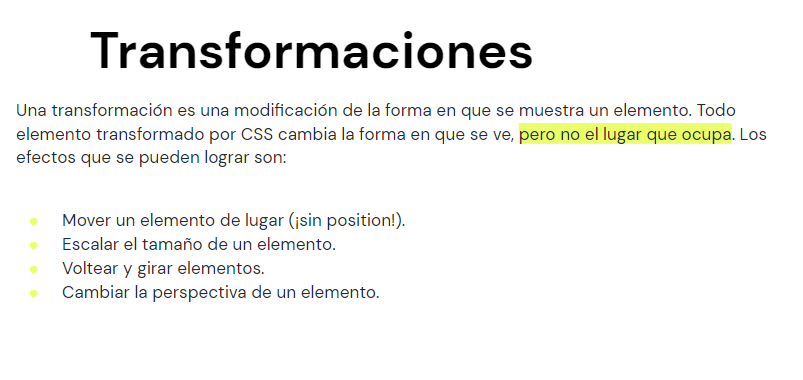 Transformaciones
Una transformación es una modificación de la forma en que se muestra un elemento. Todo
elemento transformado por CSS cambia la forma en que se ve, pero no el lugar que ocupa. Los
efectos que se pueden lograr son:
Mover un elemento de lugar (¡sin position!).
Escalar el tamaño de un elemento.
Voltear y girar elementos.
Cambiar la perspectiva de un elemento.